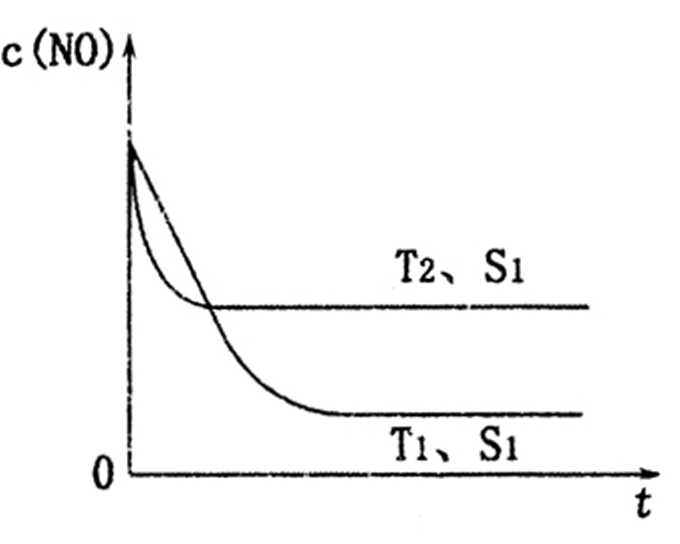 c(NO)
T2、S1
T1、S1
0
t